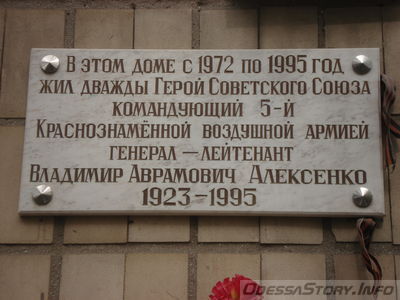 В этом доме с 1972 по 1995 год
жил дважды Герой Советского Союза
командующий 5-й
Краснознамённой воздушной армией
генерал — лейтенант
Владимир Аврамович Алексенко
1923 – 1995
OdessaStory.Info